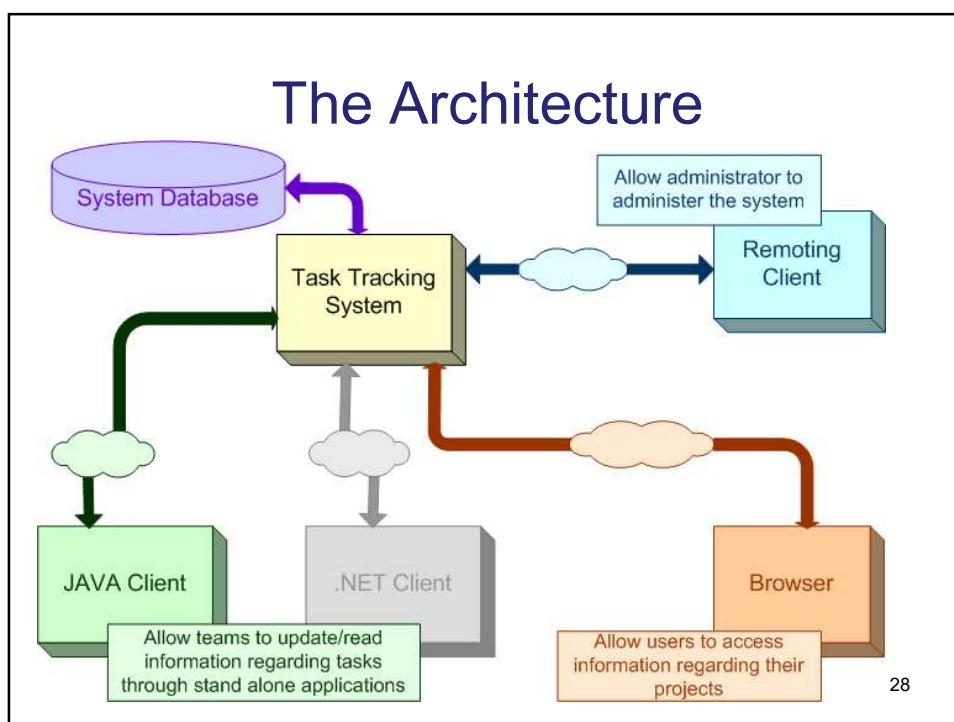 The Architecture
System Database
Allow administrator to
administer the system
Remoting
Client
Task Tracking
System
JAVA Client
.NET Client
Browser
Allow teams to update/read
information regarding tasks
through stand alone applications
Allow users to access
information regarding their
projects
28